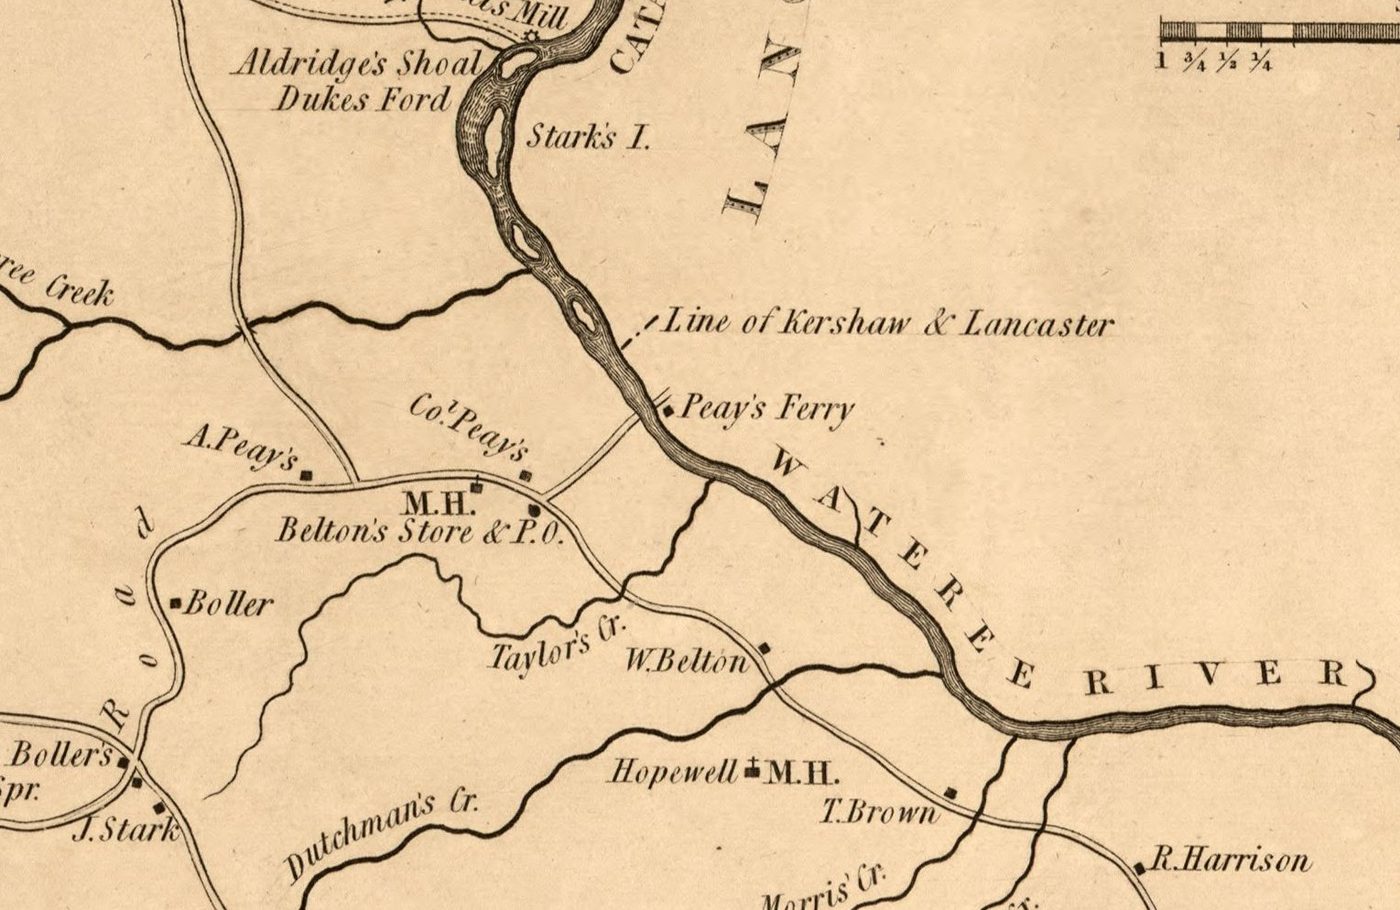 Mill
CATA
LAN
1 ¾ ½ ¼
Aldridge's Shoal
Dukes Ford
Stark's I.
Creek
Line of Kershaw & Lancaster
Peay's Ferry
Col Peay's
A.Peay's
M.H.
Belton's Store & P.O.
WATEREE RIVER
Road
Boller
Taylor's Cr.
W.Belton
Boller's
Spr.
J.Stark
Hopewell M.H.
T.Brown
Dutchman's Cr.
R.Harrison
Morris' Cr.